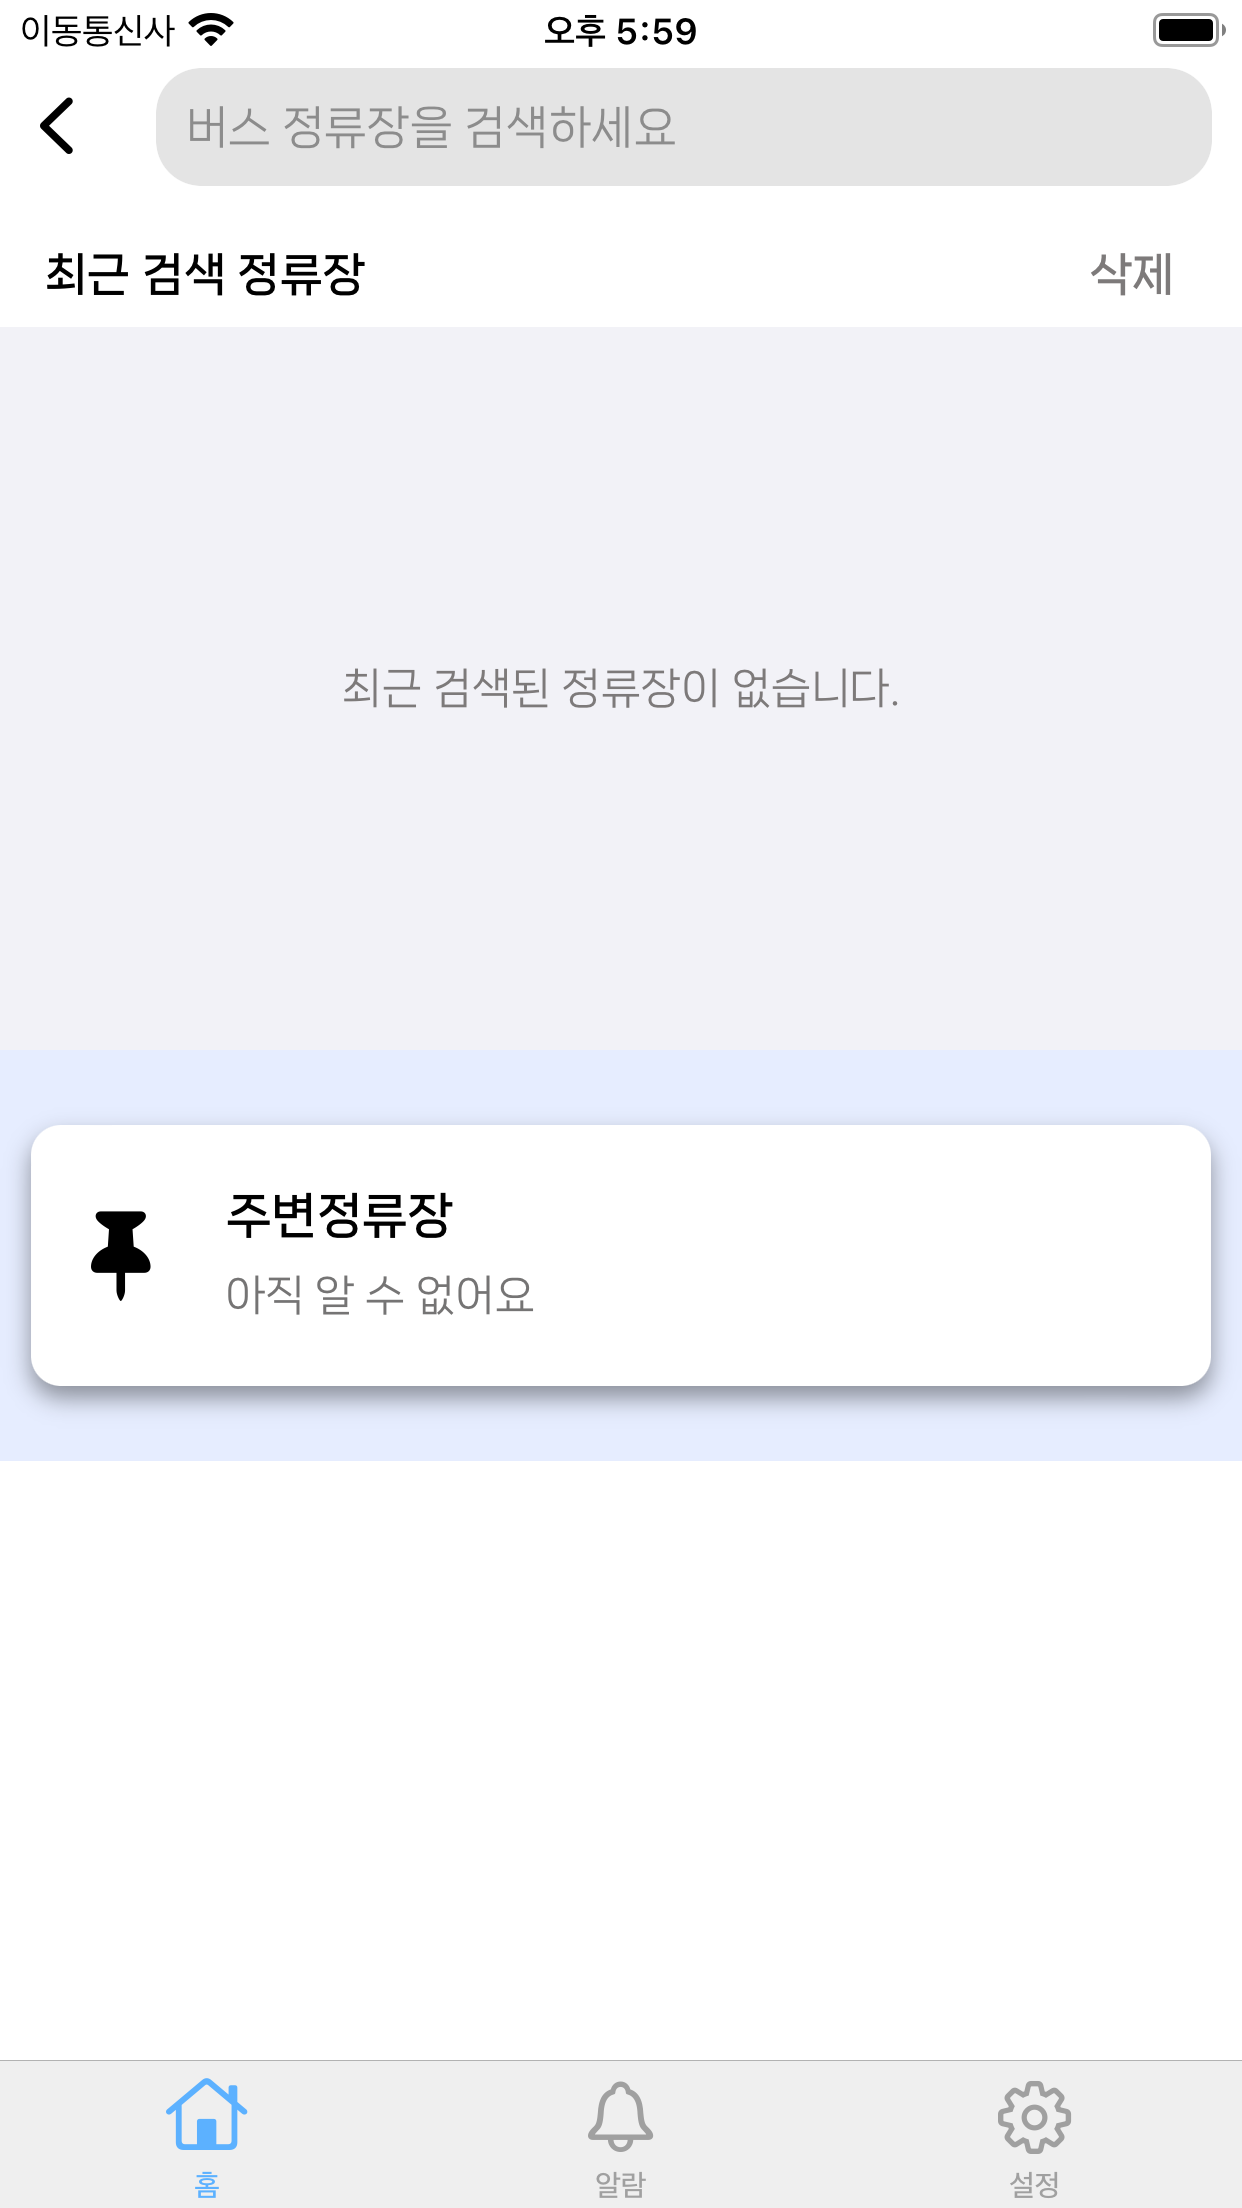 이동통신사 오후 5:59
버스 정류장을 검색하세요
최근 검색 정류장 삭제
최근 검색된 정류장이 없습니다.
주변정류장
아직 알 수 없어요
홈 알람 설정